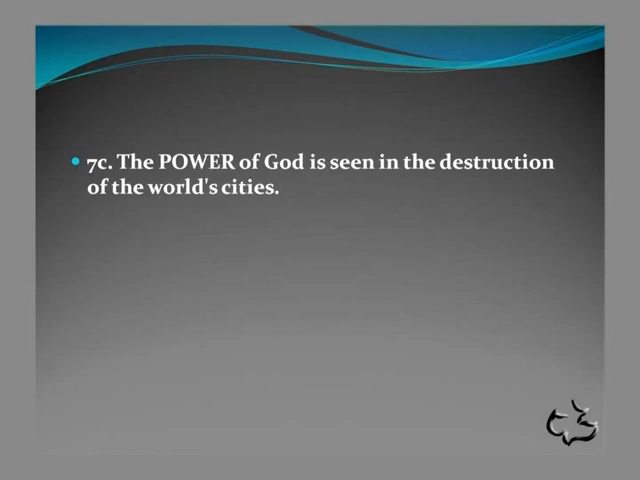 • 7c. The POWER of God is seen in the destruction
of the world's cities.